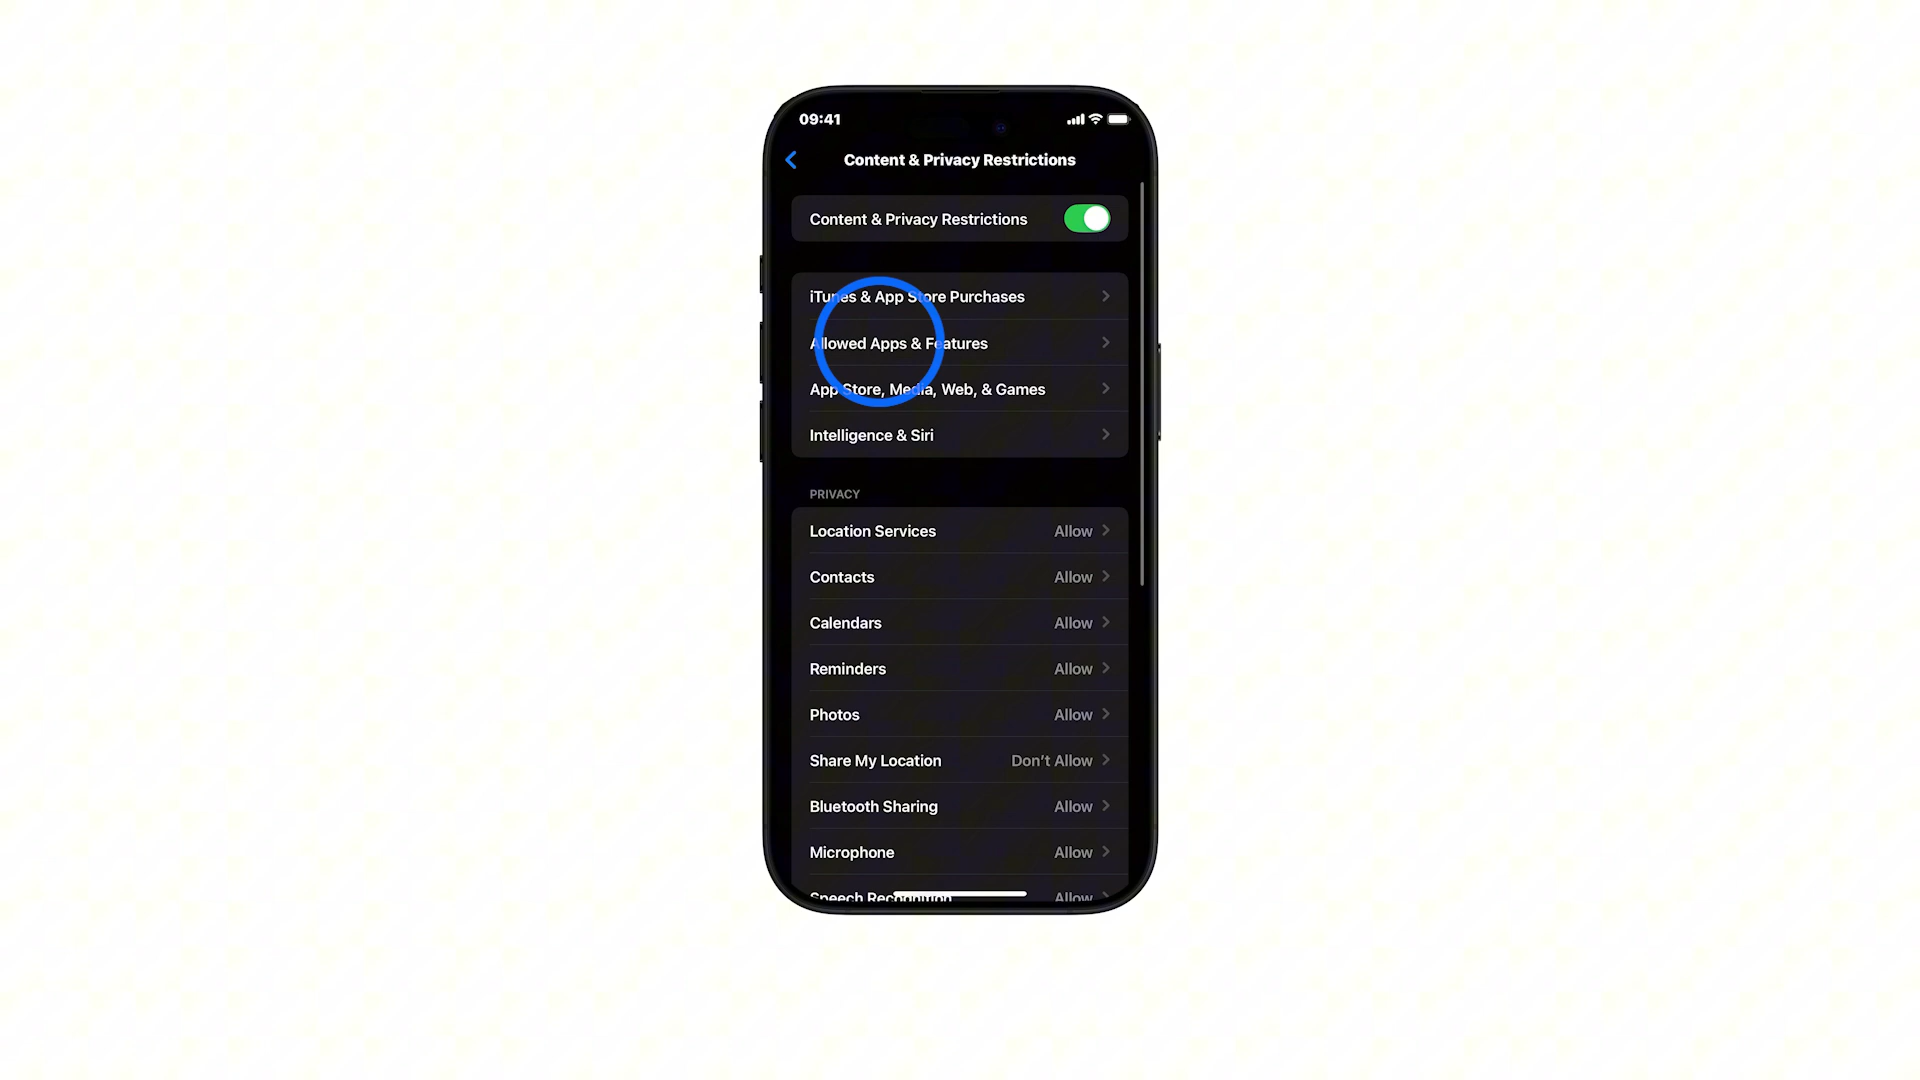 09:41
Content & Privacy Restrictions
Content & Privacy Restrictions
iTunes & App Store Purchases
Allowed Apps & Features
App Store, Media, Web, & Games
Intelligence & Siri
PRIVACY
Location Services Allow
Contacts Allow
Calendars Allow
Reminders Allow
Photos Allow
Share My Location Don't Allow
Bluetooth Sharing Allow
Microphone Allow
Speech Recognition Allow